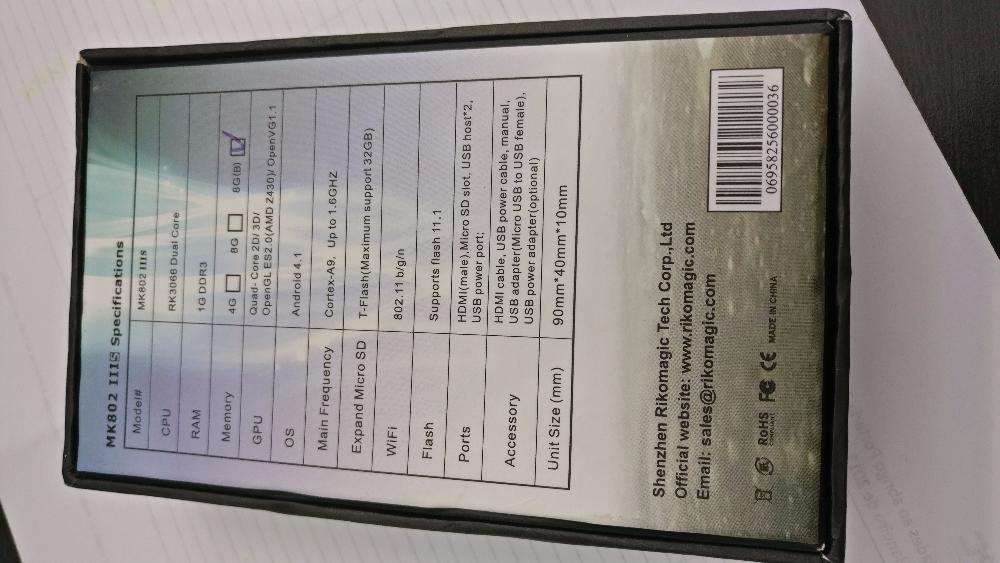 MK802 IIIS Specifications
Model# MK802 IIIS
CPU RK3066 Dual Core
RAM 1G DDR3
Memory 4G 8G 8G(B)
GPU Quad- Core 2D/ 3D/
OpenGL ES2.0(AMD Z430)/ OpenVG1.1
OS Android 4.1
Main Frequency Cortex-A9, Up to 1.6GHZ
Expand Micro SD T-Flash(Maximum support 32GB)
WiFi 802.11b/g/n
Flash Supports flash 11.1
Ports HDMI(male),Micro SD slot, USB host*2,
USB power port;
Accessory HDMI cable, USB power cable, manual,
USB adapter(Micro USB to USB female),
USB power adapter(optional)
Unit Size (mm) 90mm*40mm*10mm
Shenzhen Rikomagic Tech Corp.,Ltd
Official website: www.rikomagic.com
Email: sales@rikomagic.com
RoHS
COMPLIANT
FC CE MADE IN CHINA
06958256000036